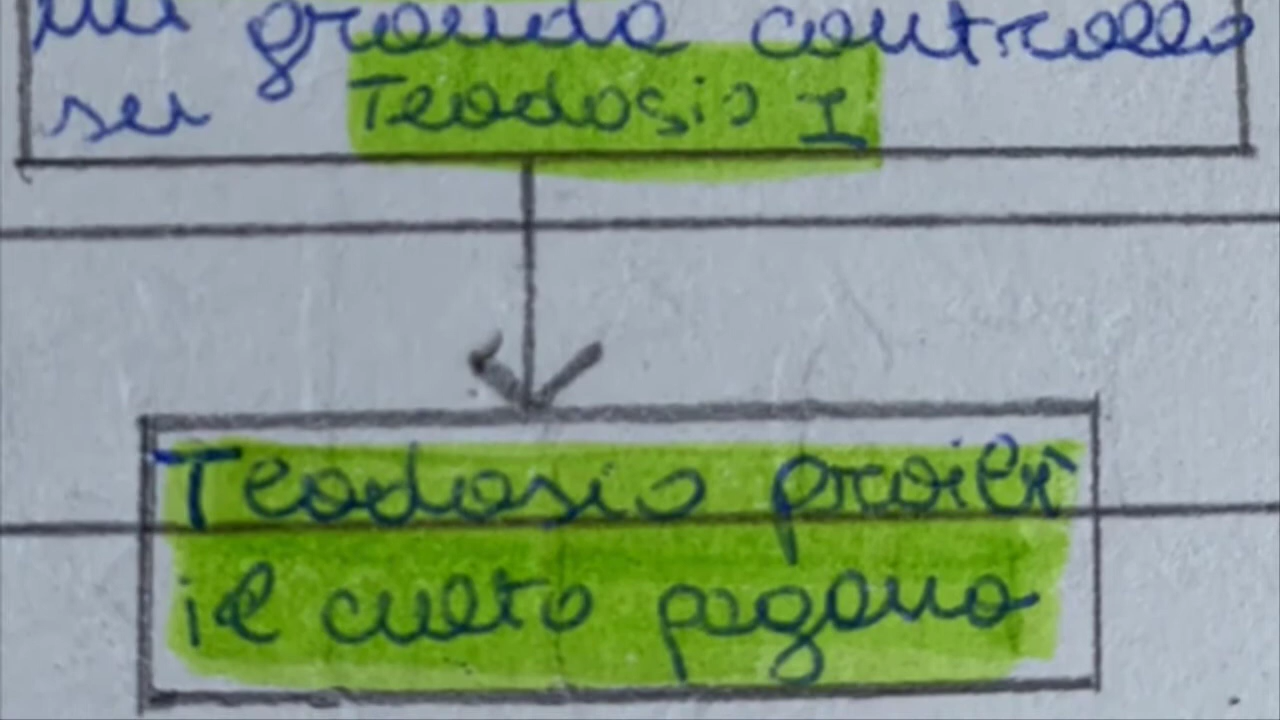 un grande controllo
su Teodosio I
Teodosio proibì
il culto pagano